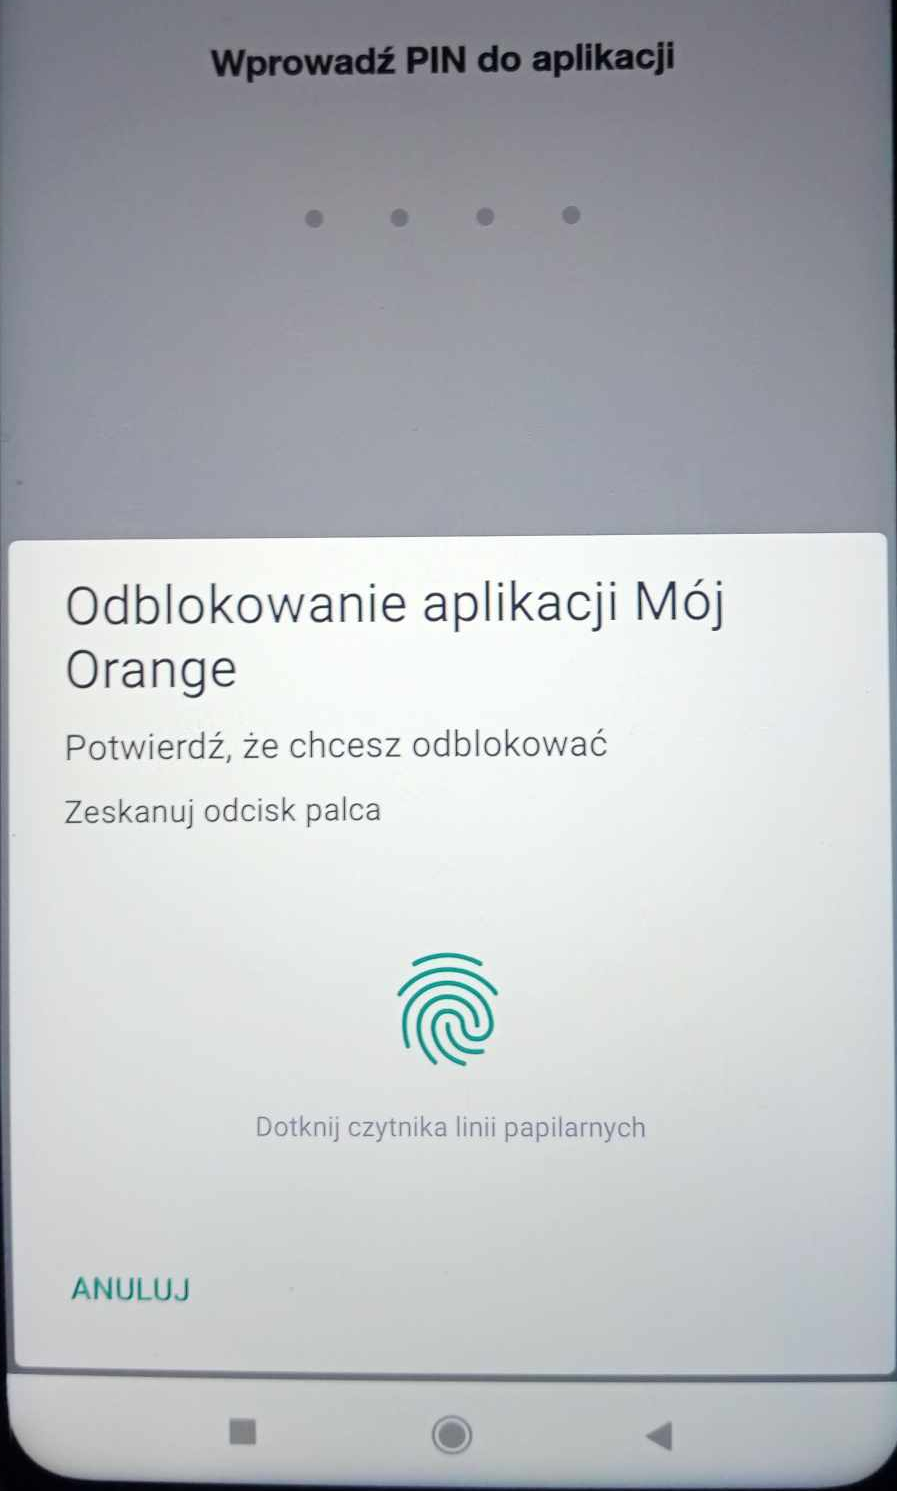 Wprowadź PIN do aplikacji
Odblokowanie aplikacji Mój
Orange
Potwierdź, że chcesz odblokować
Zeskanuj odcisk palca
Dotknij czytnika linii papilarnych
ANULUJ